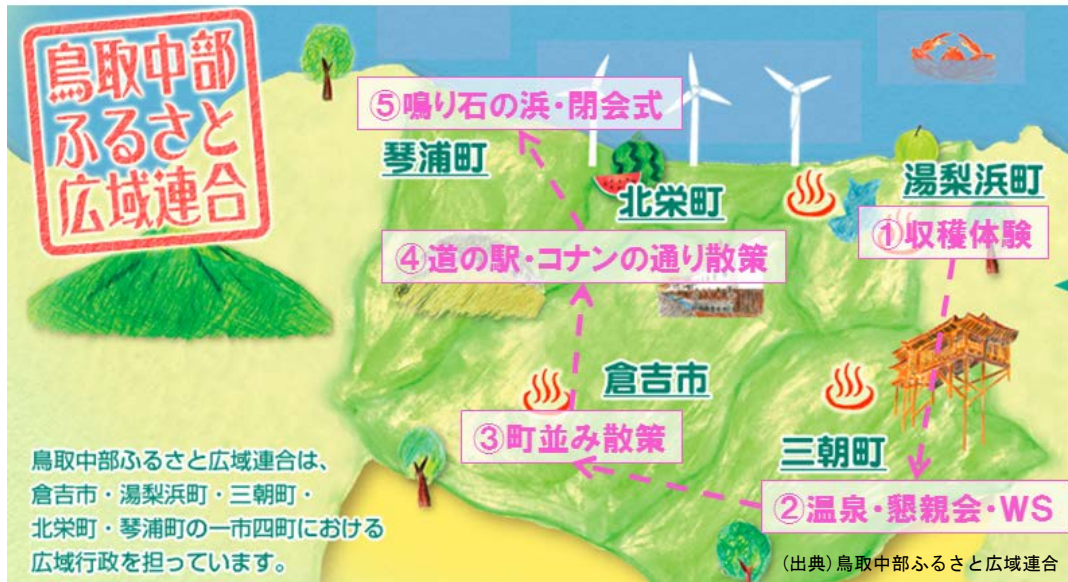 鳥取中部
ふるさと
広域連合
⑤鳴り石の浜・閉会式
琴浦町
北栄町
湯梨浜町
①収穫体験
④道の駅・コナンの通り散策
倉吉市
③町並み散策
三朝町
②温泉・懇親会・WS
鳥取中部ふるさと広域連合は、
倉吉市・湯梨浜町・三朝町・
北栄町・琴浦町の一市四町における
広域行政を担っています。
(出典)鳥取中部ふるさと広域連合